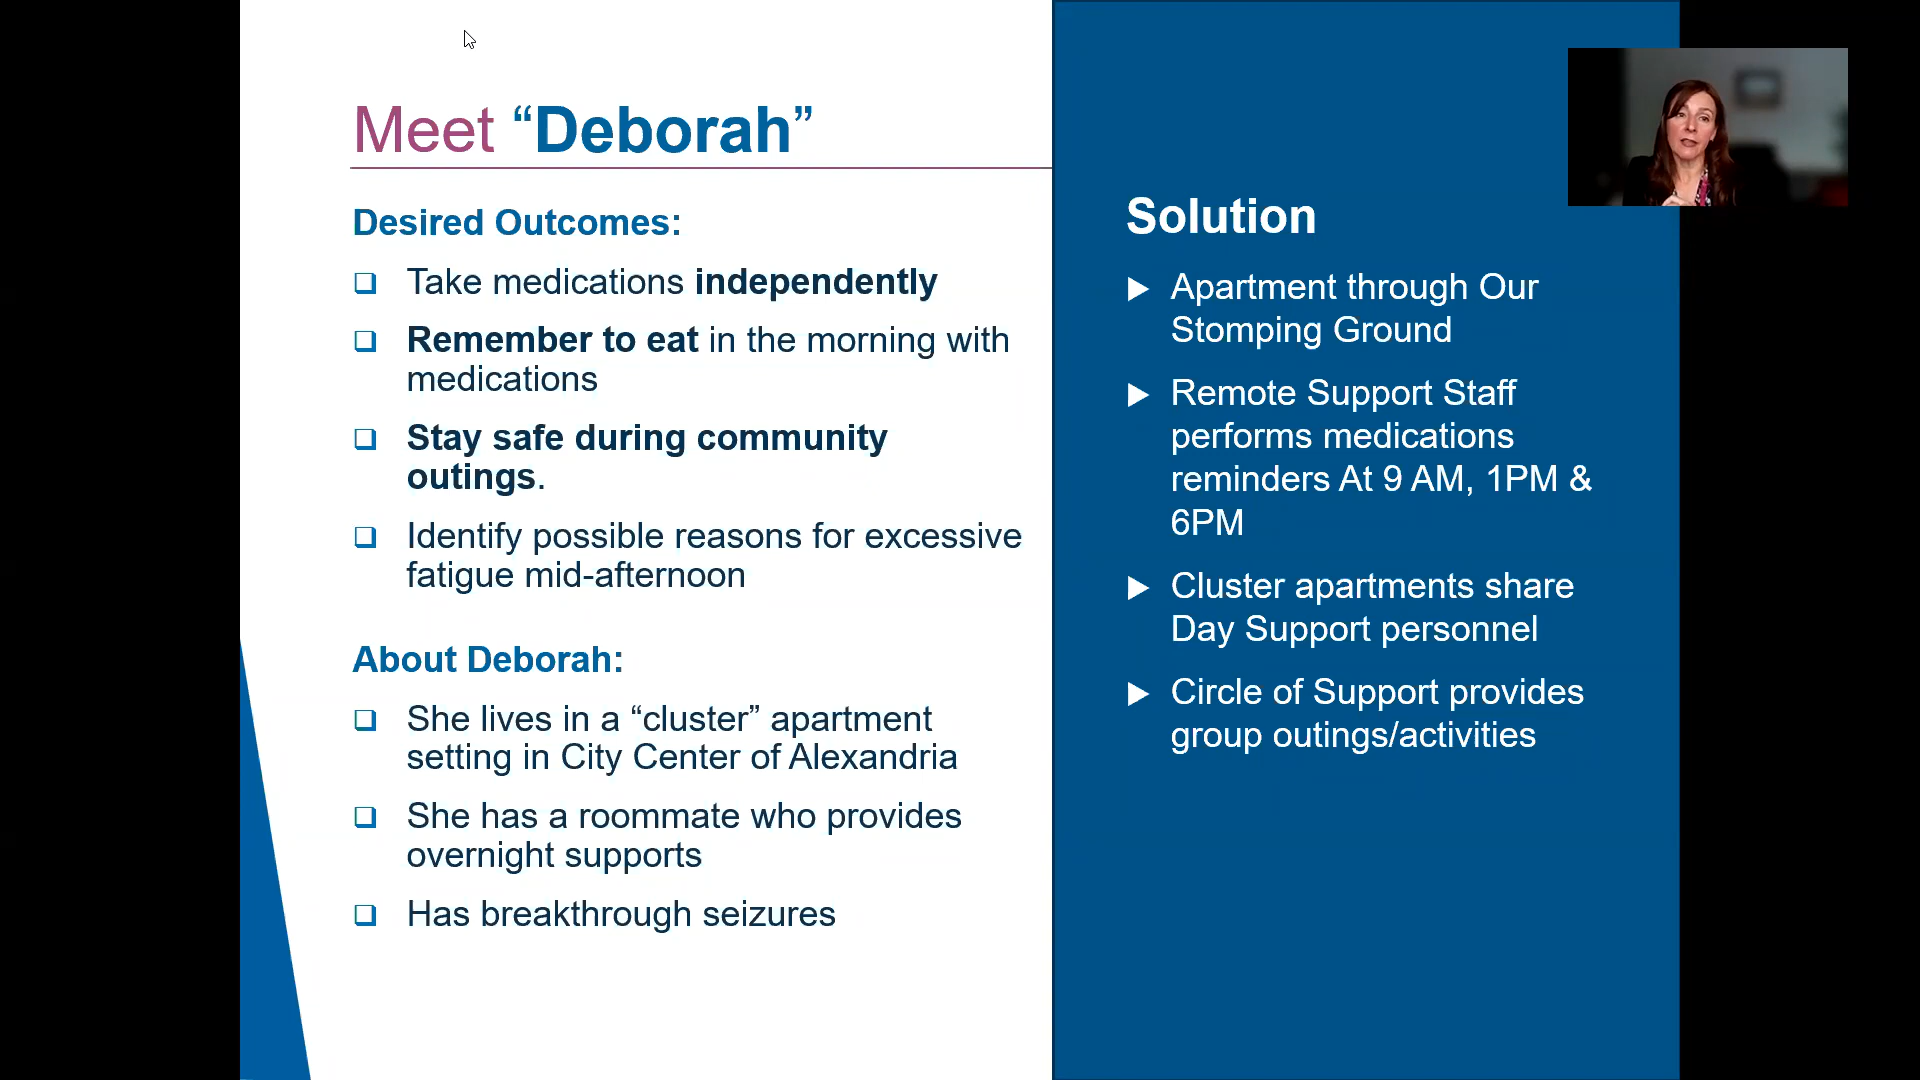 Meet “Deborah”
Desired Outcomes:
Take medications independently
Remember to eat in the morning with
medications
Stay safe during community
outings.
Identify possible reasons for excessive
fatigue mid-afternoon
About Deborah:
She lives in a “cluster” apartment
setting in City Center of Alexandria
She has a roommate who provides
overnight supports
Has breakthrough seizures
Solution
Apartment through Our
Stomping Ground
Remote Support Staff
performs medications
reminders At 9 AM, 1PM &
6PM
Cluster apartments share
Day Support personnel
Circle of Support provides
group outings/activities